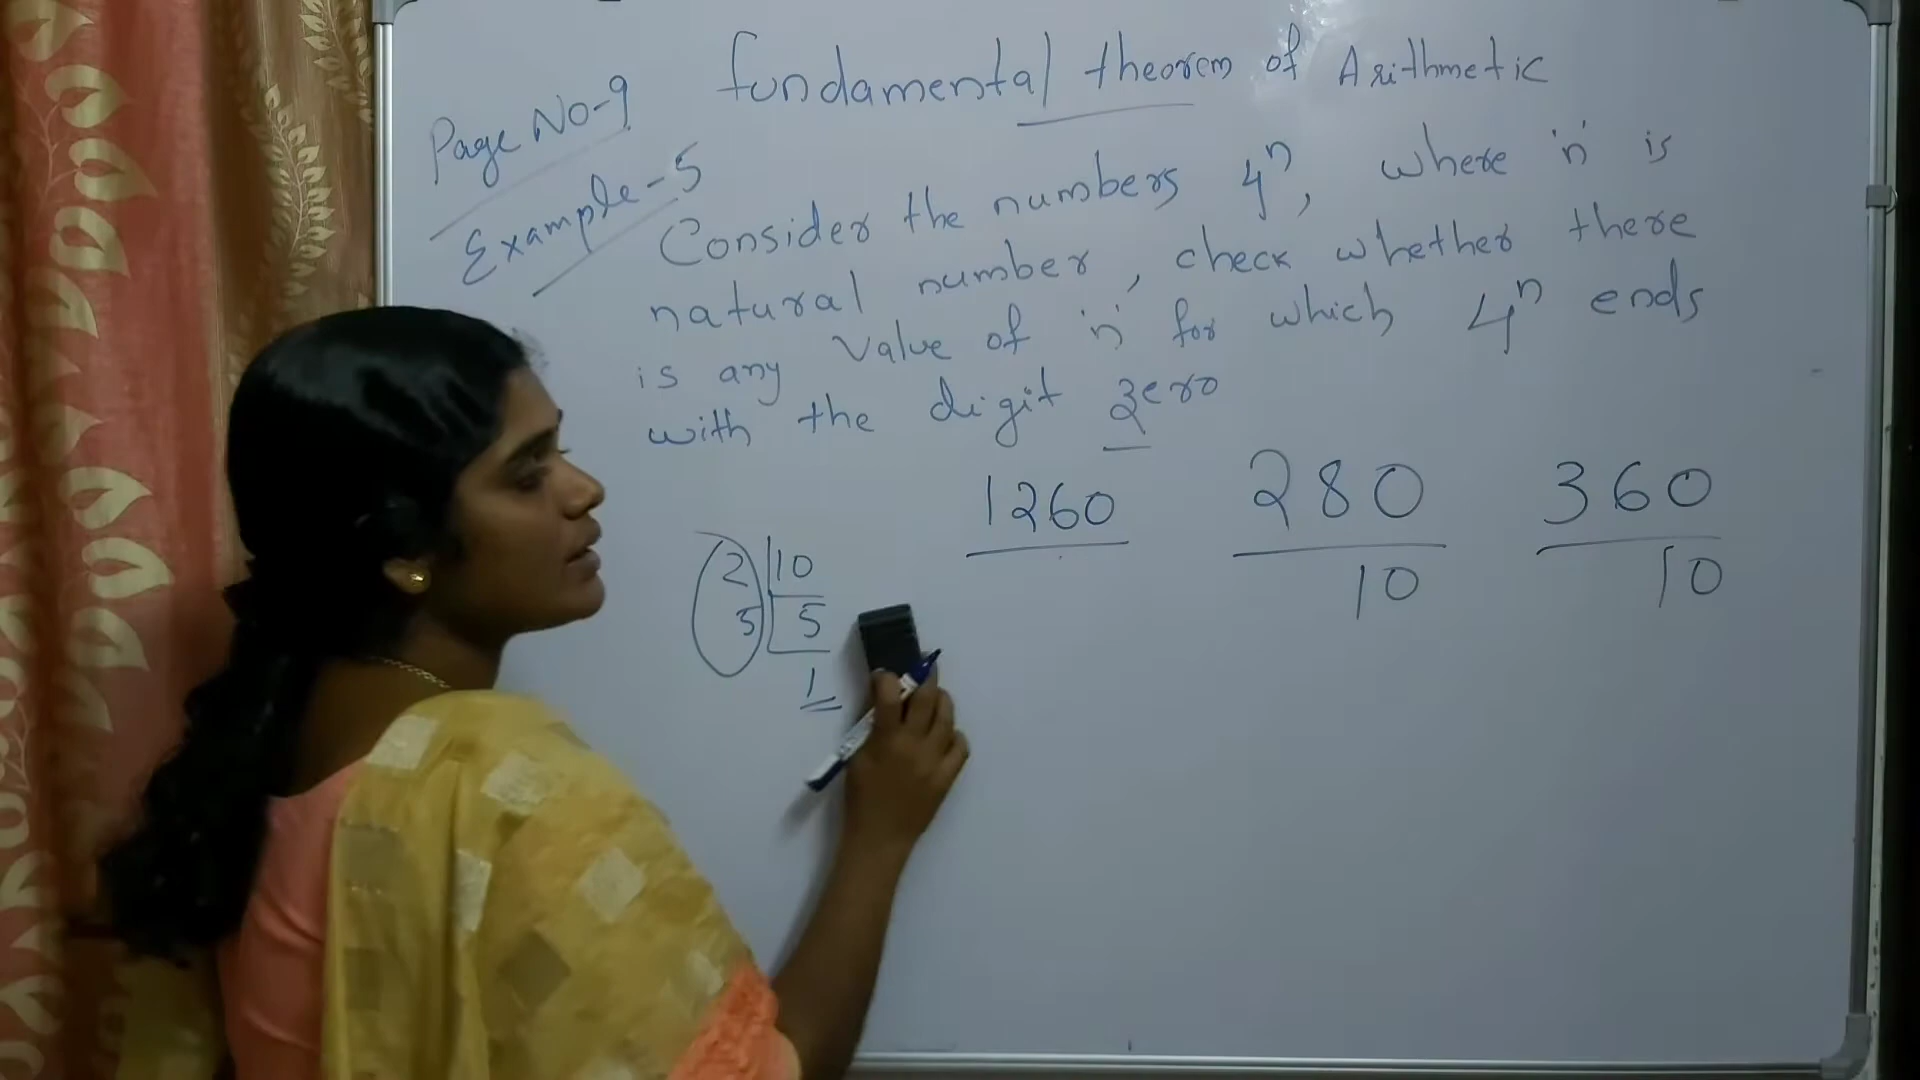 Fundamental theorem of Arithmetic
Page No-9
Example-5
Consider the numbers 4ⁿ, where 'n' is
natural number, check whether there
is any value of 'n' for which 4ⁿ ends
with the digit zero
1260 280 360
10 10
2 10
5 5
1